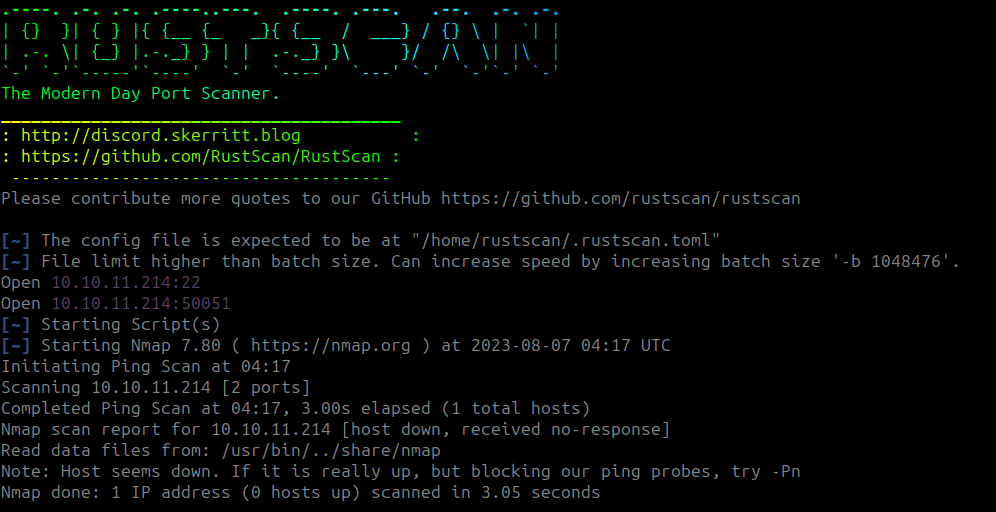 .----. .-. .-. .----..---.  .----. .---.   .--.  .-. .-.
| {}  }| { } |{ {__ {_   _}{ {__  /  ___} / {} \ |  `| |
| .-. \| {_} |.-._} } | |  .-._} }\     }/  /\  \| |\  |
`-' `-'`-----'`----'  `-'  `----'  `---' `-'  `-'`-' `-'
The Modern Day Port Scanner.
________________________________________
: http://discord.skerritt.blog           :
: https://github.com/RustScan/RustScan :
 --------------------------------------
Please contribute more quotes to our GitHub https://github.com/rustscan/rustscan
[~] The config file is expected to be at "/home/rustscan/.rustscan.toml"
[~] File limit higher than batch size. Can increase speed by increasing batch size '-b 1048476'.
Open 10.10.11.214:22
Open 10.10.11.214:50051
[~] Starting Script(s)
[~] Starting Nmap 7.80 ( https://nmap.org ) at 2023-08-07 04:17 UTC
Initiating Ping Scan at 04:17
Scanning 10.10.11.214 [2 ports]
Completed Ping Scan at 04:17, 3.00s elapsed (1 total hosts)
Nmap scan report for 10.10.11.214 [host down, received no-response]
Read data files from: /usr/bin/../share/nmap
Note: Host seems down. If it is really up, but blocking our ping probes, try -Pn
Nmap done: 1 IP address (0 hosts up) scanned in 3.05 seconds